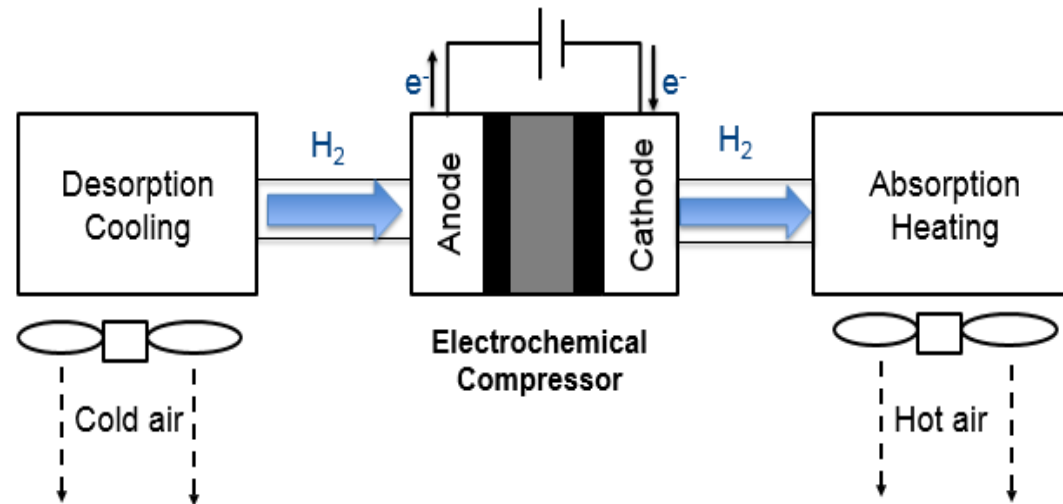 e-
e-
H2
H2
Desorption
Cooling
Anode
Cathode
Absorption
Heating
Electrochemical
Compressor
Cold air
Hot air